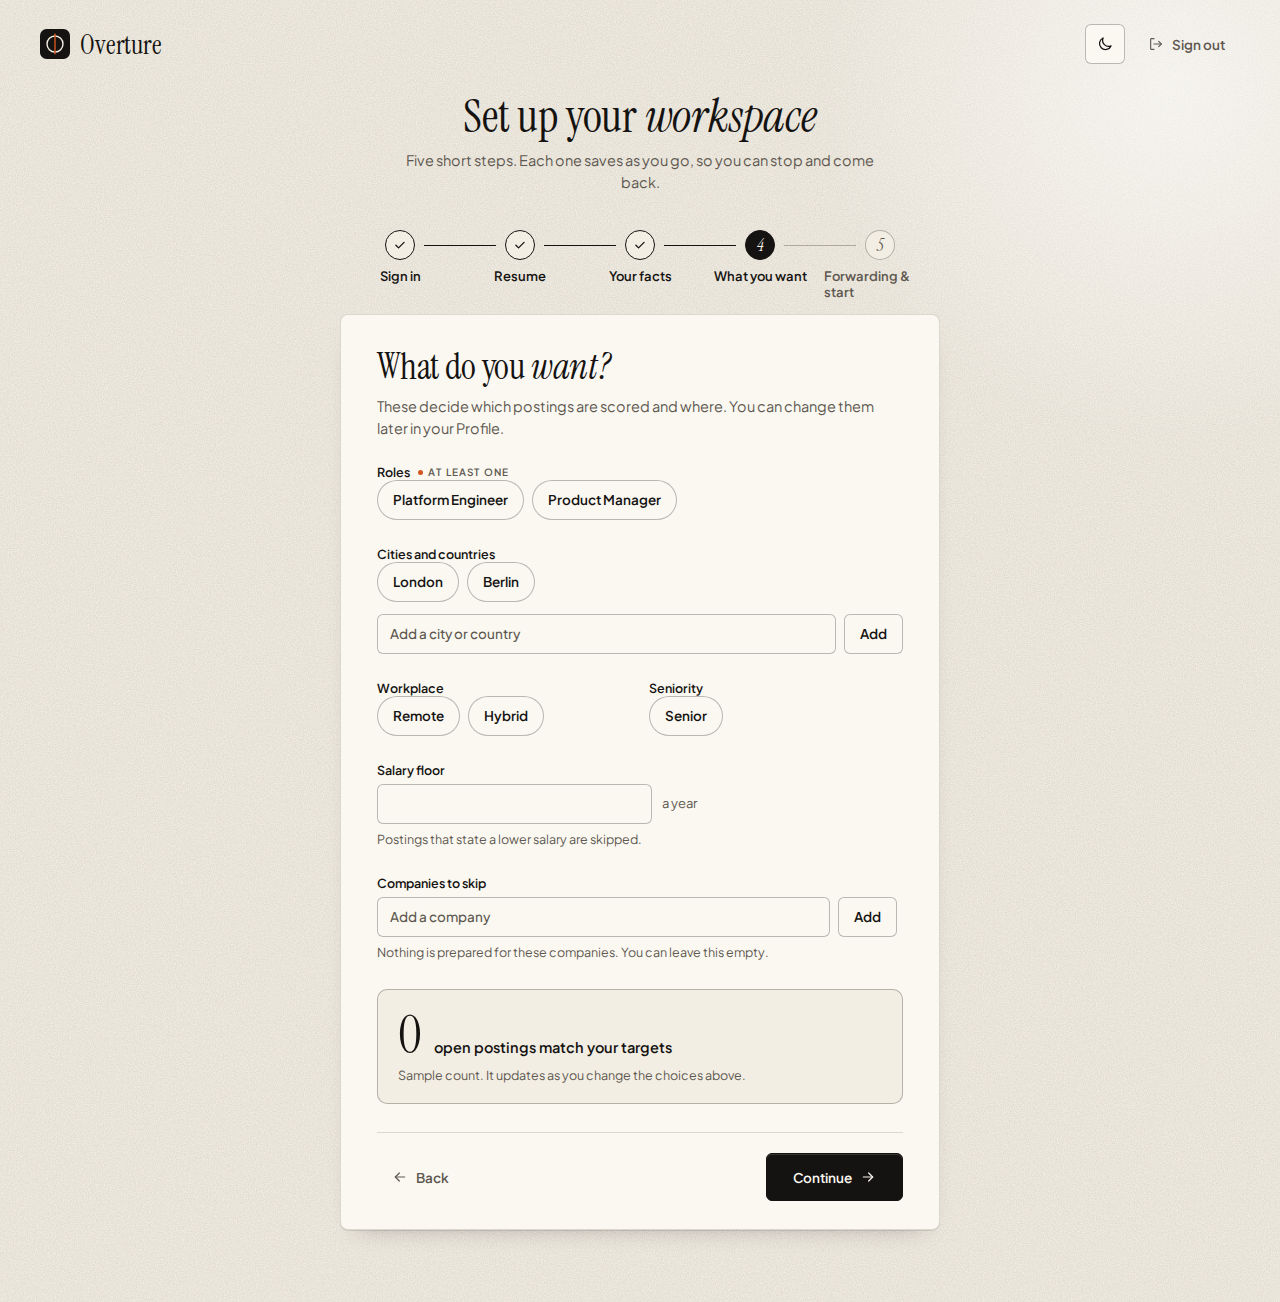 Overture
Sign out
Set up your workspace
Five short steps. Each one saves as you go, so you can stop and come
back.
4
5
Sign in
Resume
Your facts
What you want
Forwarding &
start
What do you want?
These decide which postings are scored and where. You can change them
later in your Profile.
Roles AT LEAST ONE
Platform Engineer Product Manager
Cities and countries
London Berlin
Add a city or country Add
Workplace Seniority
Remote Hybrid Senior
Salary floor
a year
Postings that state a lower salary are skipped.
Companies to skip
Add a company Add
Nothing is prepared for these companies. You can leave this empty.
0 open postings match your targets
Sample count. It updates as you change the choices above.
Back Continue